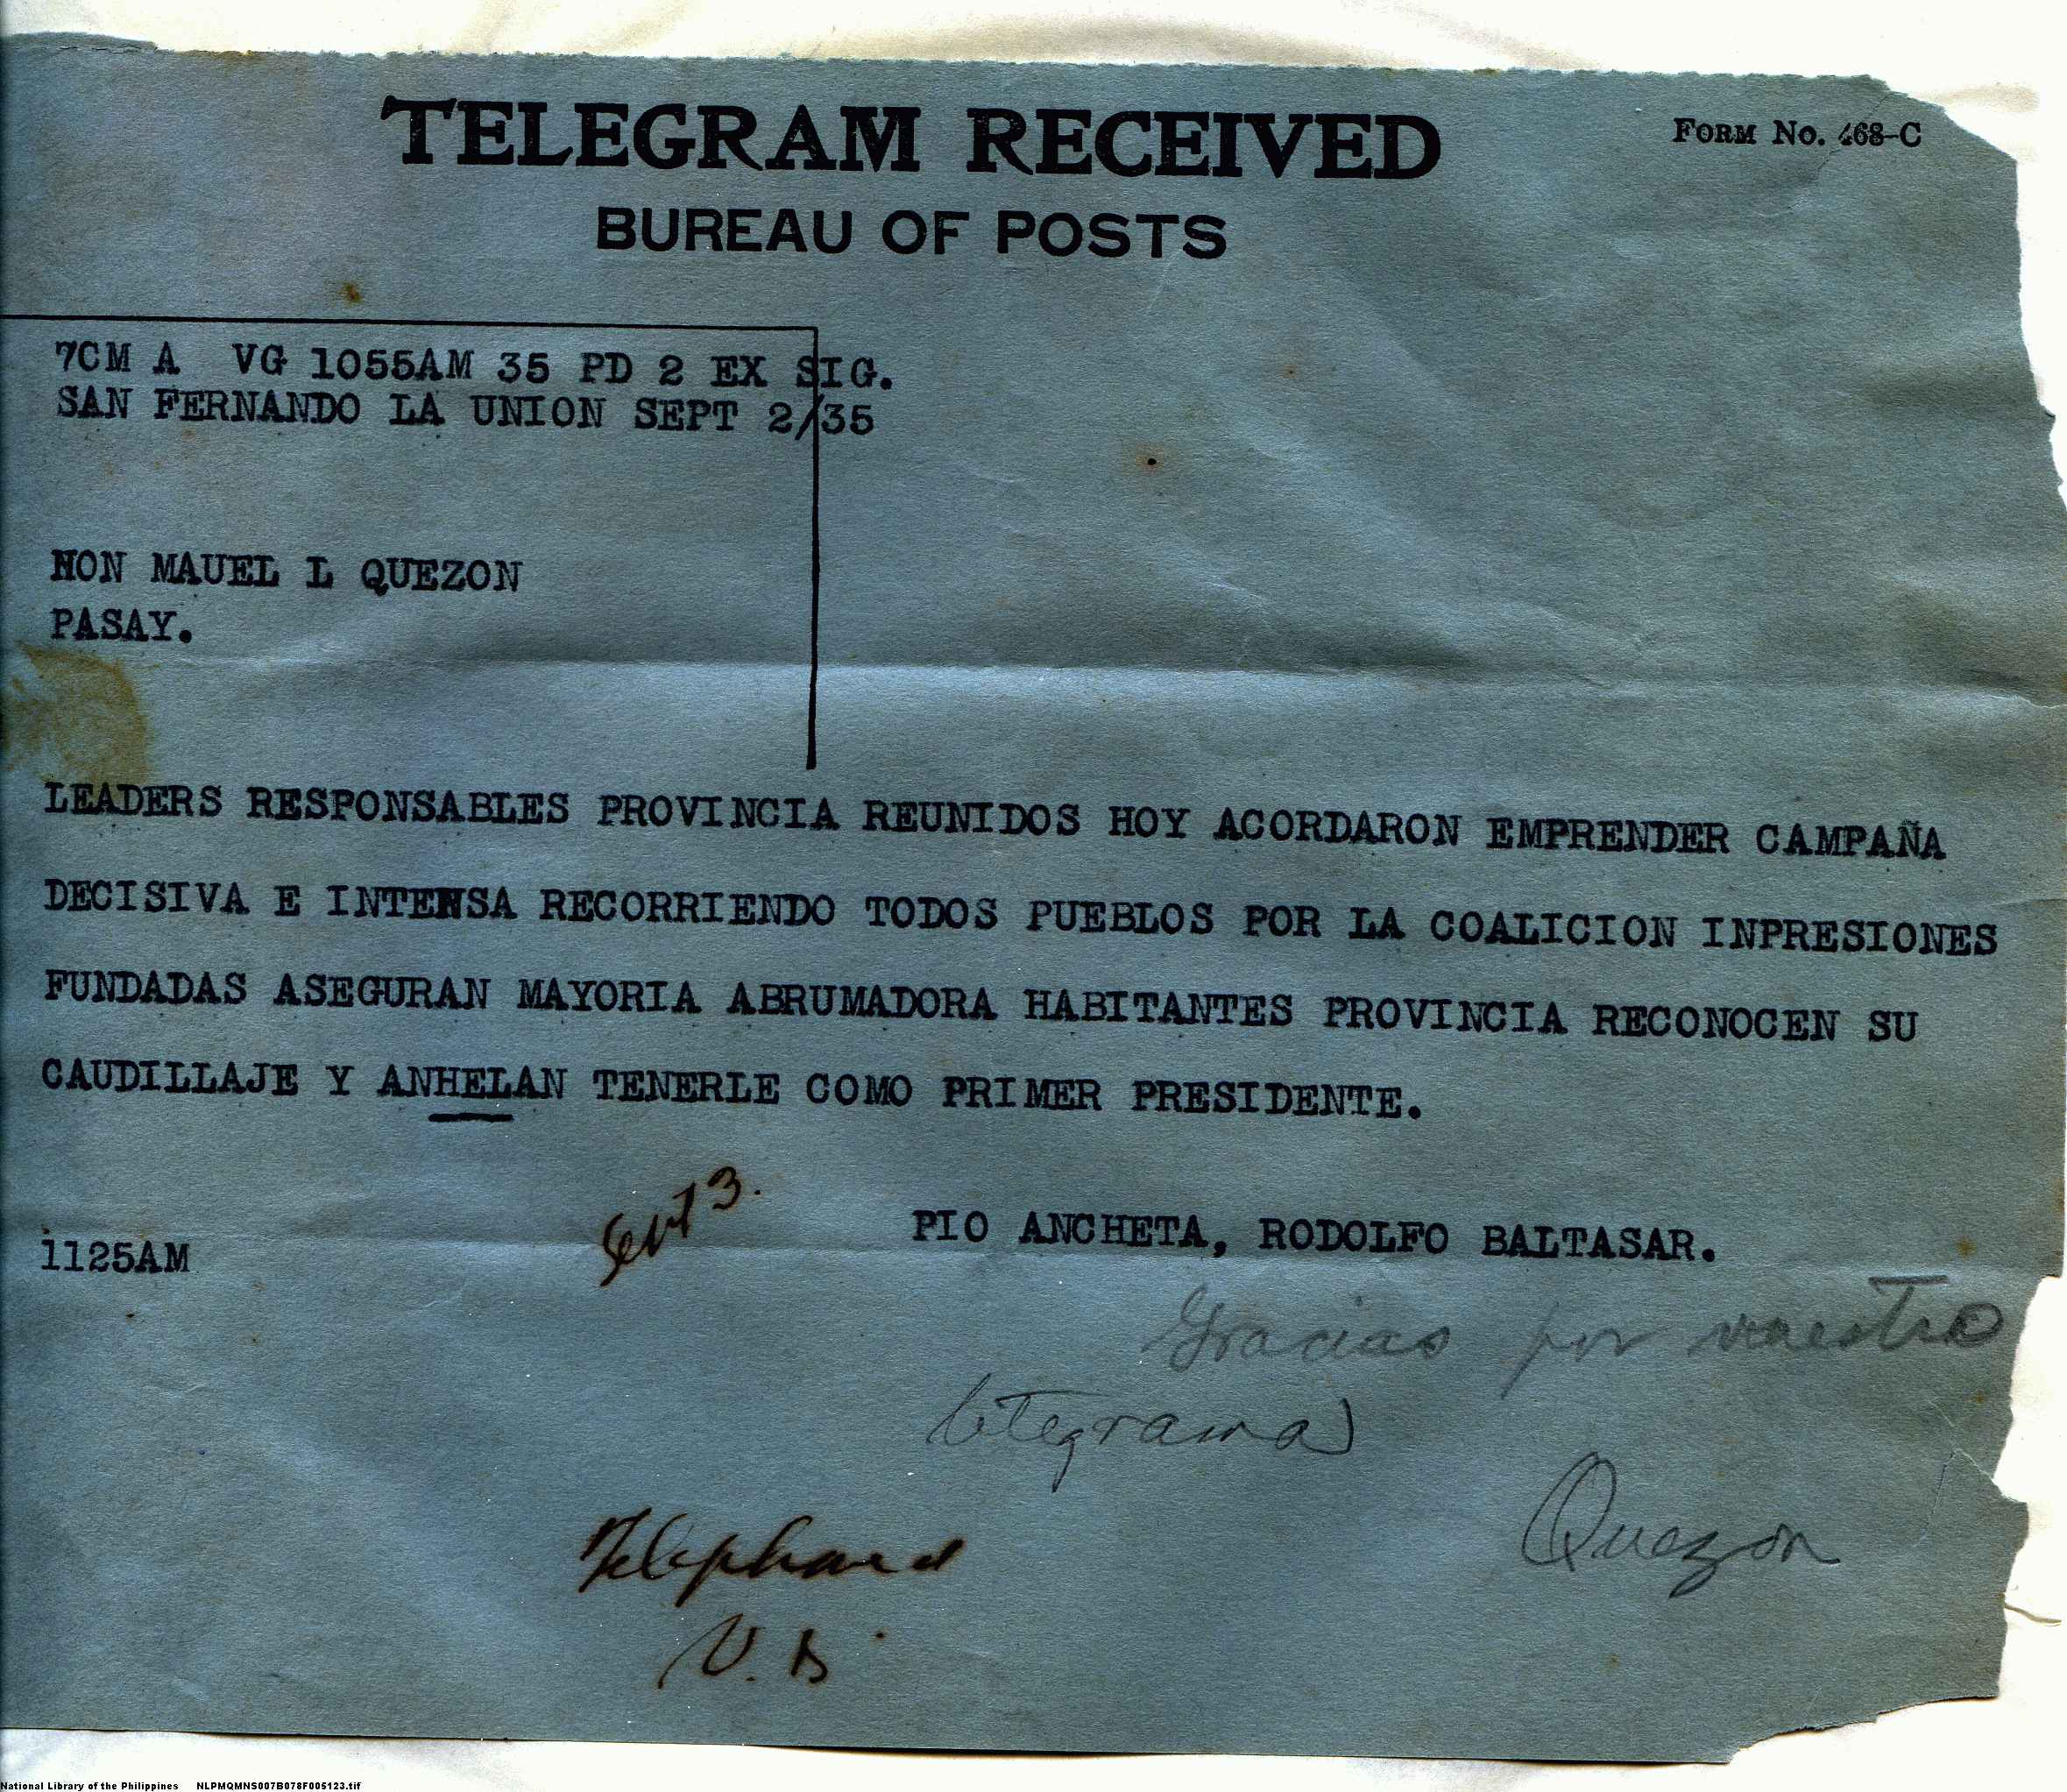 TELEGRAM RECEIVED
FORM NO. 468-C
BUREAU OF POSTS
7CM A VG 1055AM 35 PD 2 EX SIG.
SAN FERNANDO LA UNION SEPT 2/35
HON MAUEL L QUEZON
PASAY.
LEADERS RESPONSABLES PROVINCIA REUNIDOS HOY ACORDARON EMPRENDER CAMPAÑA
DECISIVA E INTENSA RECORRIENDO TODOS PUEBLOS POR LA COALICION INPRESIONES
FUNDADAS ASEGURAN MAYORIA ABRUMADORA HABITANTES PROVINCIA RECONOCEN SU
CAUDILLAJE Y ANHELAN TENERLE COMO PRIMER PRESIDENTE.
Sept 3.
PIO ANCHETA, RODOLFO BALTASAR.
1125AM
Gracias por vuestro
telegrama
Quezon
National Library of the Philippines NLPMQMNS007B078F005123.tif